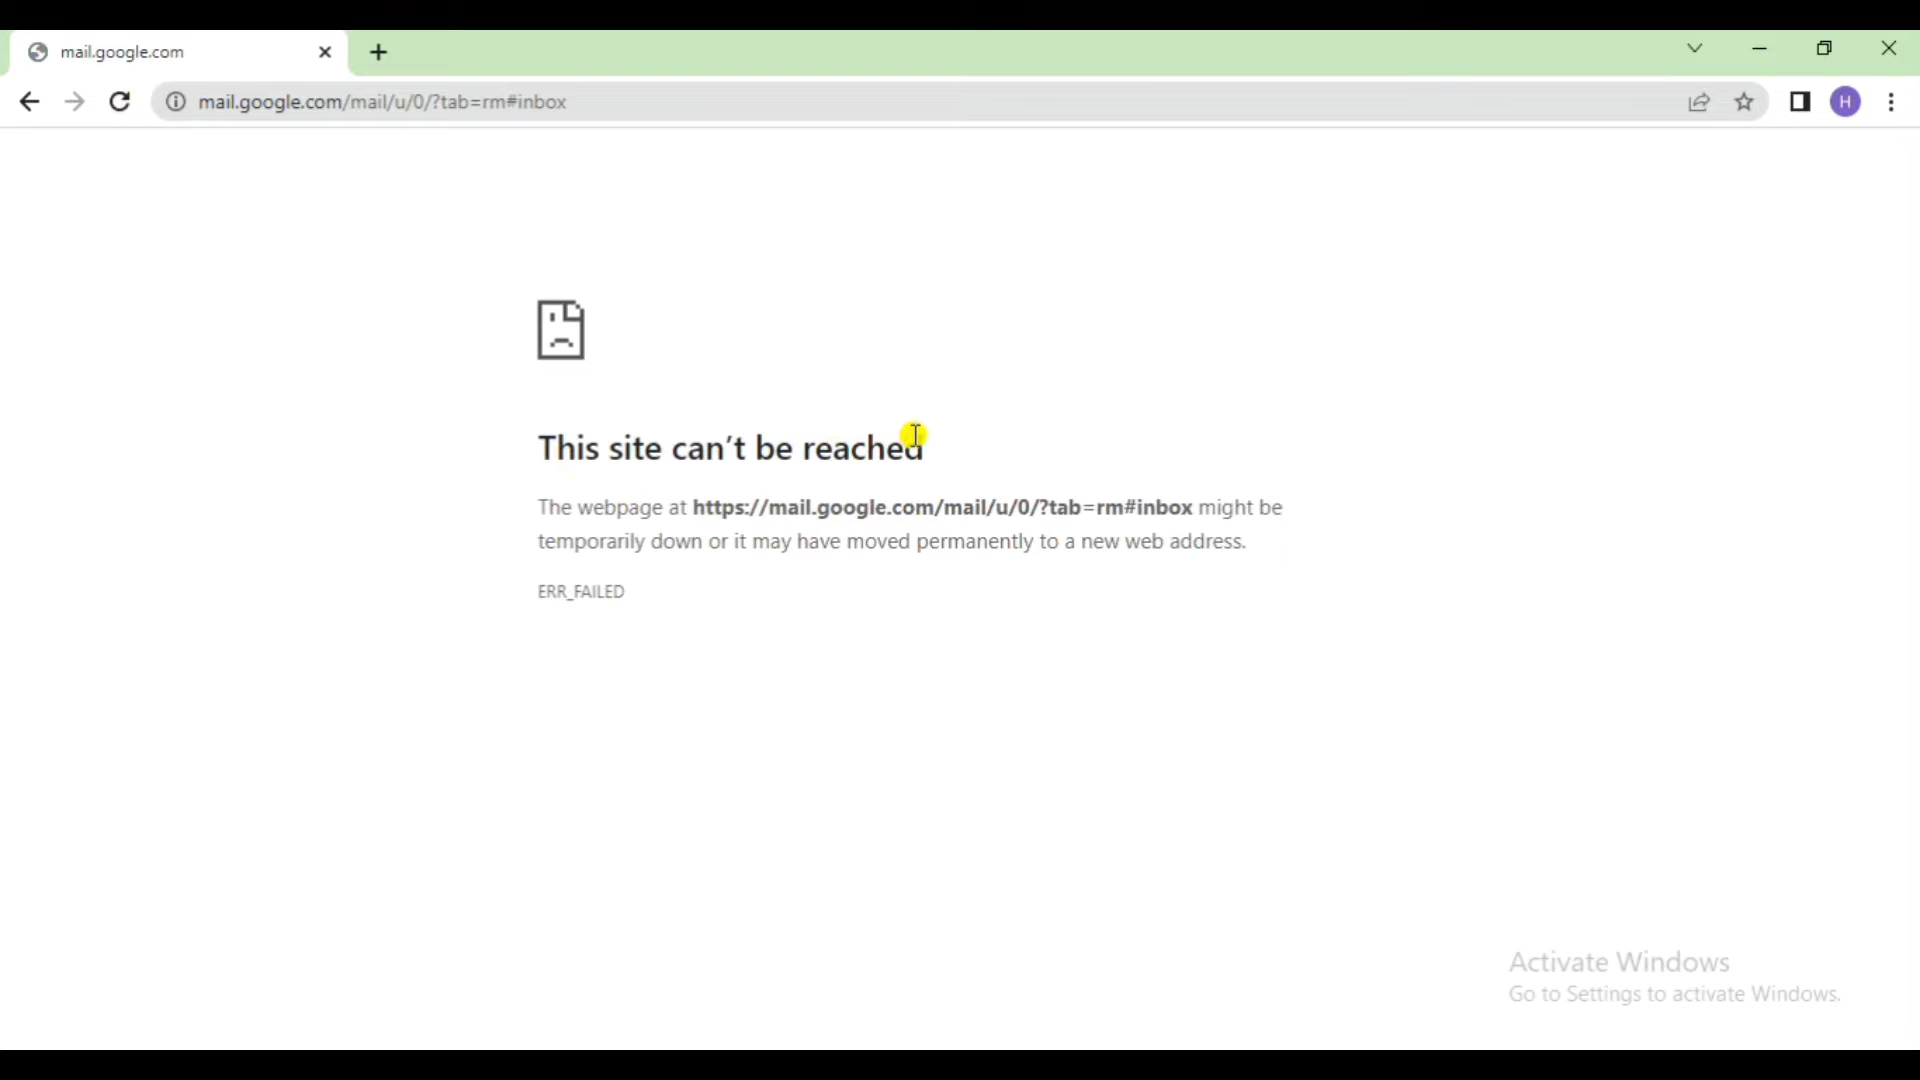 mail.google.com
mail.google.com/mail/u/0/?tab=rm#inbox
H
This site can’t be reached
The webpage at https://mail.google.com/mail/u/0/?tab=rm#inbox might be
temporarily down or it may have moved permanently to a new web address.
ERR_FAILED
Activate Windows
Go to Settings to activate Windows.